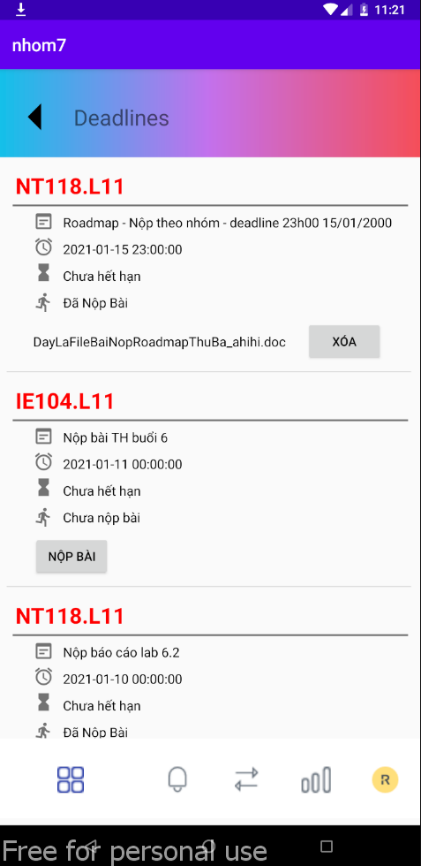 11:21
nhom7
Deadlines
NT118.L11
Roadmap - Nộp theo nhóm - deadline 23h00 15/01/2000
2021-01-15 23:00:00
Chưa hết hạn
Đã Nộp Bài
DayLaFileBaiNopRoadmapThuBa_ahihi.doc XÓA
IE104.L11
Nộp bài TH buổi 6
2021-01-11 00:00:00
Chưa hết hạn
Chưa nộp bài
NỘP BÀI
NT118.L11
Nộp báo cáo lab 6.2
2021-01-10 00:00:00
Chưa hết hạn
Đã Nộp Bài
R
Free for personal use